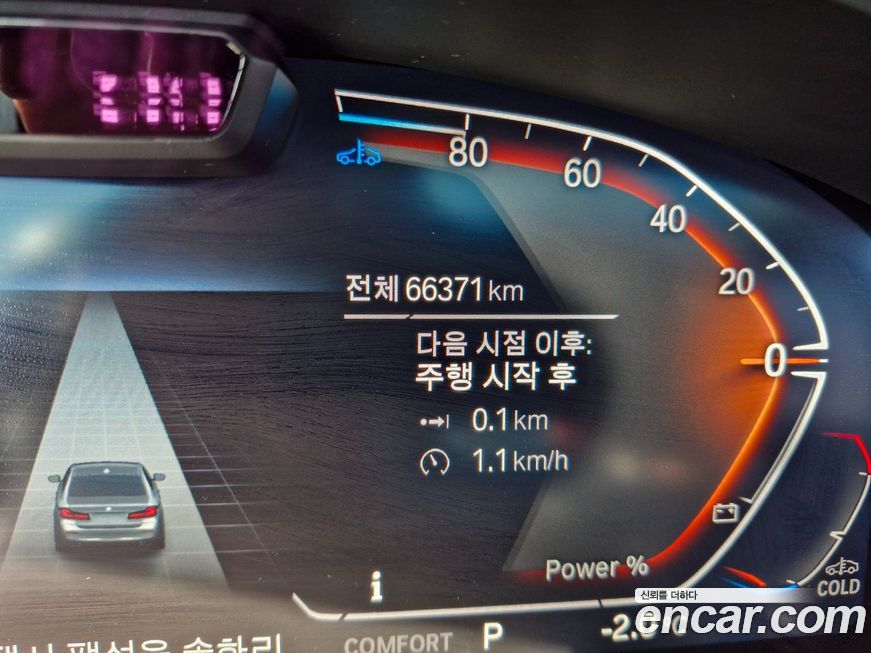 80
60
40
20
0
전체 66371 km
다음 시점 이후:
주행 시작 후
0.1 km
1.1 km/h
Power %
i
COLD
COMFORT
P
신뢰를 더하다
encar.com